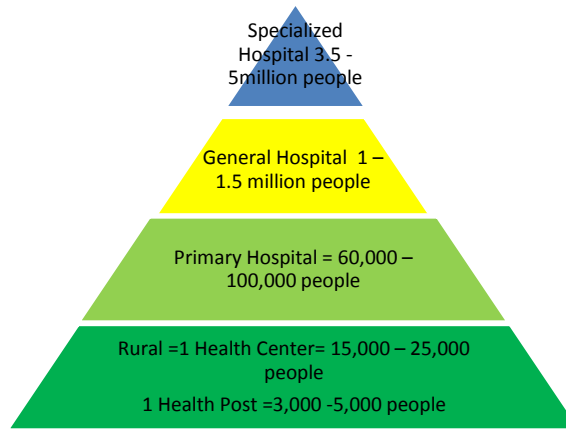 Specialized
Hospital 3.5 -
5million people
General Hospital  1 –
1.5 million people
Primary Hospital = 60,000 –
100,000 people
Rural =1 Health Center= 15,000 – 25,000
people
1 Health Post =3,000 -5,000 people